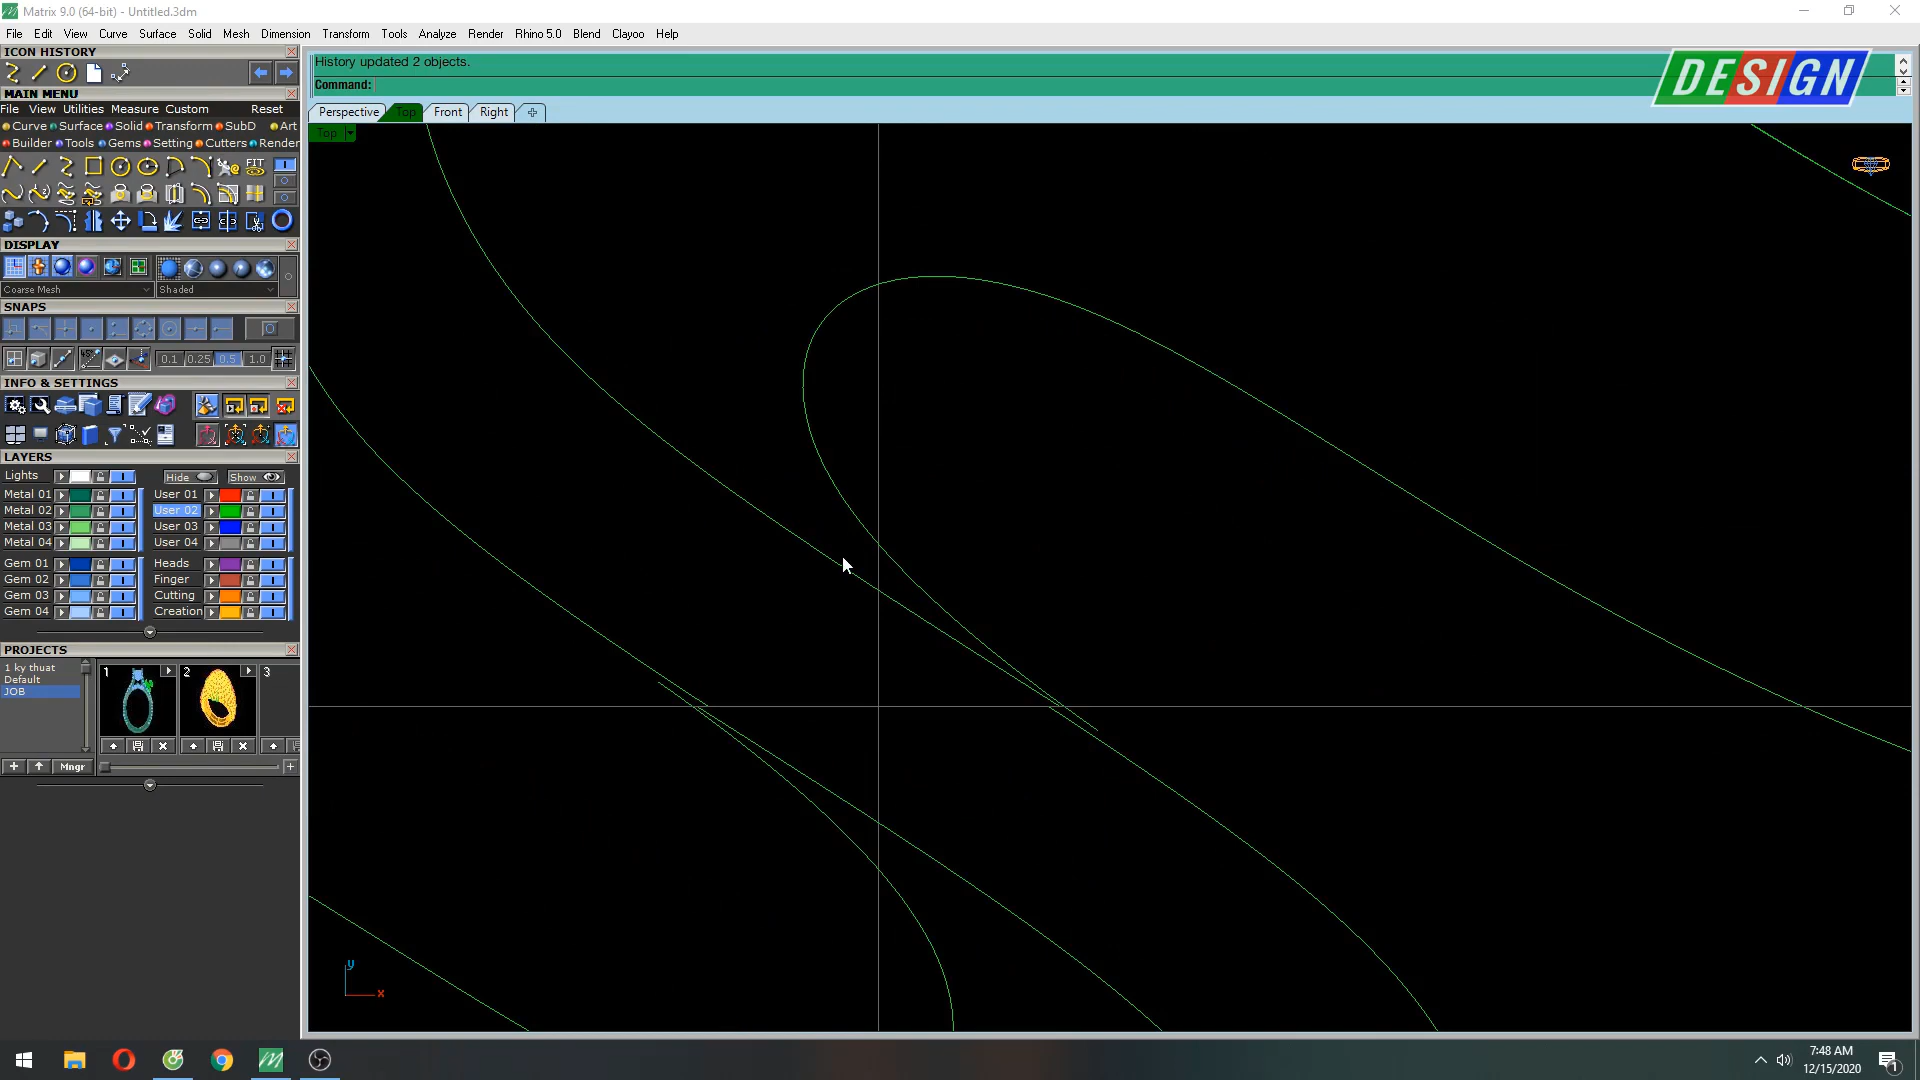 Matrix 9.0 (64-bit) - Untitled.3dm
File Edit View Curve Surface Solid Mesh Dimension Transform Tools Analyze Render Rhino 5.0 Blend Clayoo Help
ICON HISTORY
History updated 2 objects.
Command:
DESIGN
MAIN MENU
File View Utilities Measure Custom Reset
Curve Surface Solid Transform SubD Art
Builder Tools Gems Setting Cutters Render
Perspective Top Front Right
Top
FIT
DISPLAY
Coarse Mesh Shaded
SNAPS
0.1 0.25 0.5 1.0
INFO & SETTINGS
LAYERS
Lights Hide Show
Metal 01 User 01
Metal 02 User 02
Metal 03 User 03
Metal 04 User 04
Gem 01 Heads
Gem 02 Finger
Gem 03 Cutting
Gem 04 Creation
PROJECTS
1 ky thuat
Default
JOB
1 2 3
Mngr
y
x
7:48 AM
12/15/2020
1